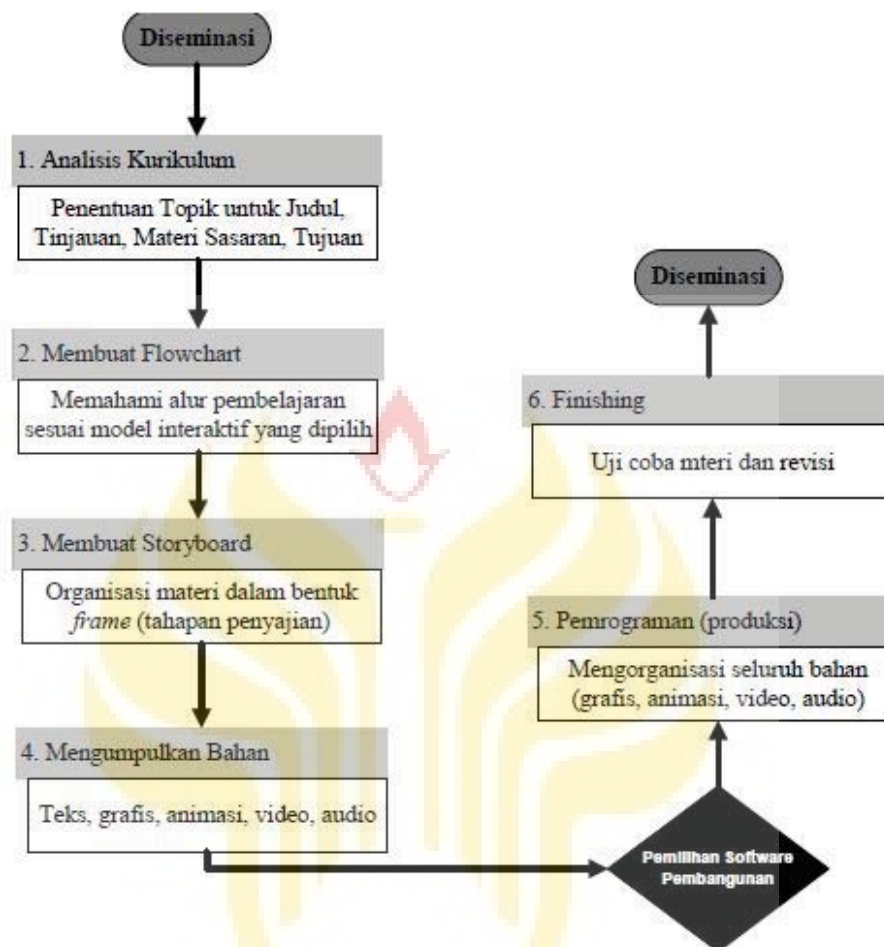 Diseminasi
1. Analisis Kurikulum
Penentuan Topik untuk Judul,
Tinjauan, Materi Sasaran, Tujuan
2. Membuat Flowchart
Memahami alur pembelajaran
sesuai model interaktif yang dipilih
3. Membuat Storyboard
Organisasi materi dalam bentuk
frame (tahapan penyajian)
4. Mengumpulkan Bahan
Teks, grafis, animasi, video, audio
Pemilihan Software
Pembangunan
5. Pemrograman (produksi)
Mengorganisasi seluruh bahan
(grafis, animasi, video, audio)
6. Finishing
Uji coba mteri dan revisi
Diseminasi